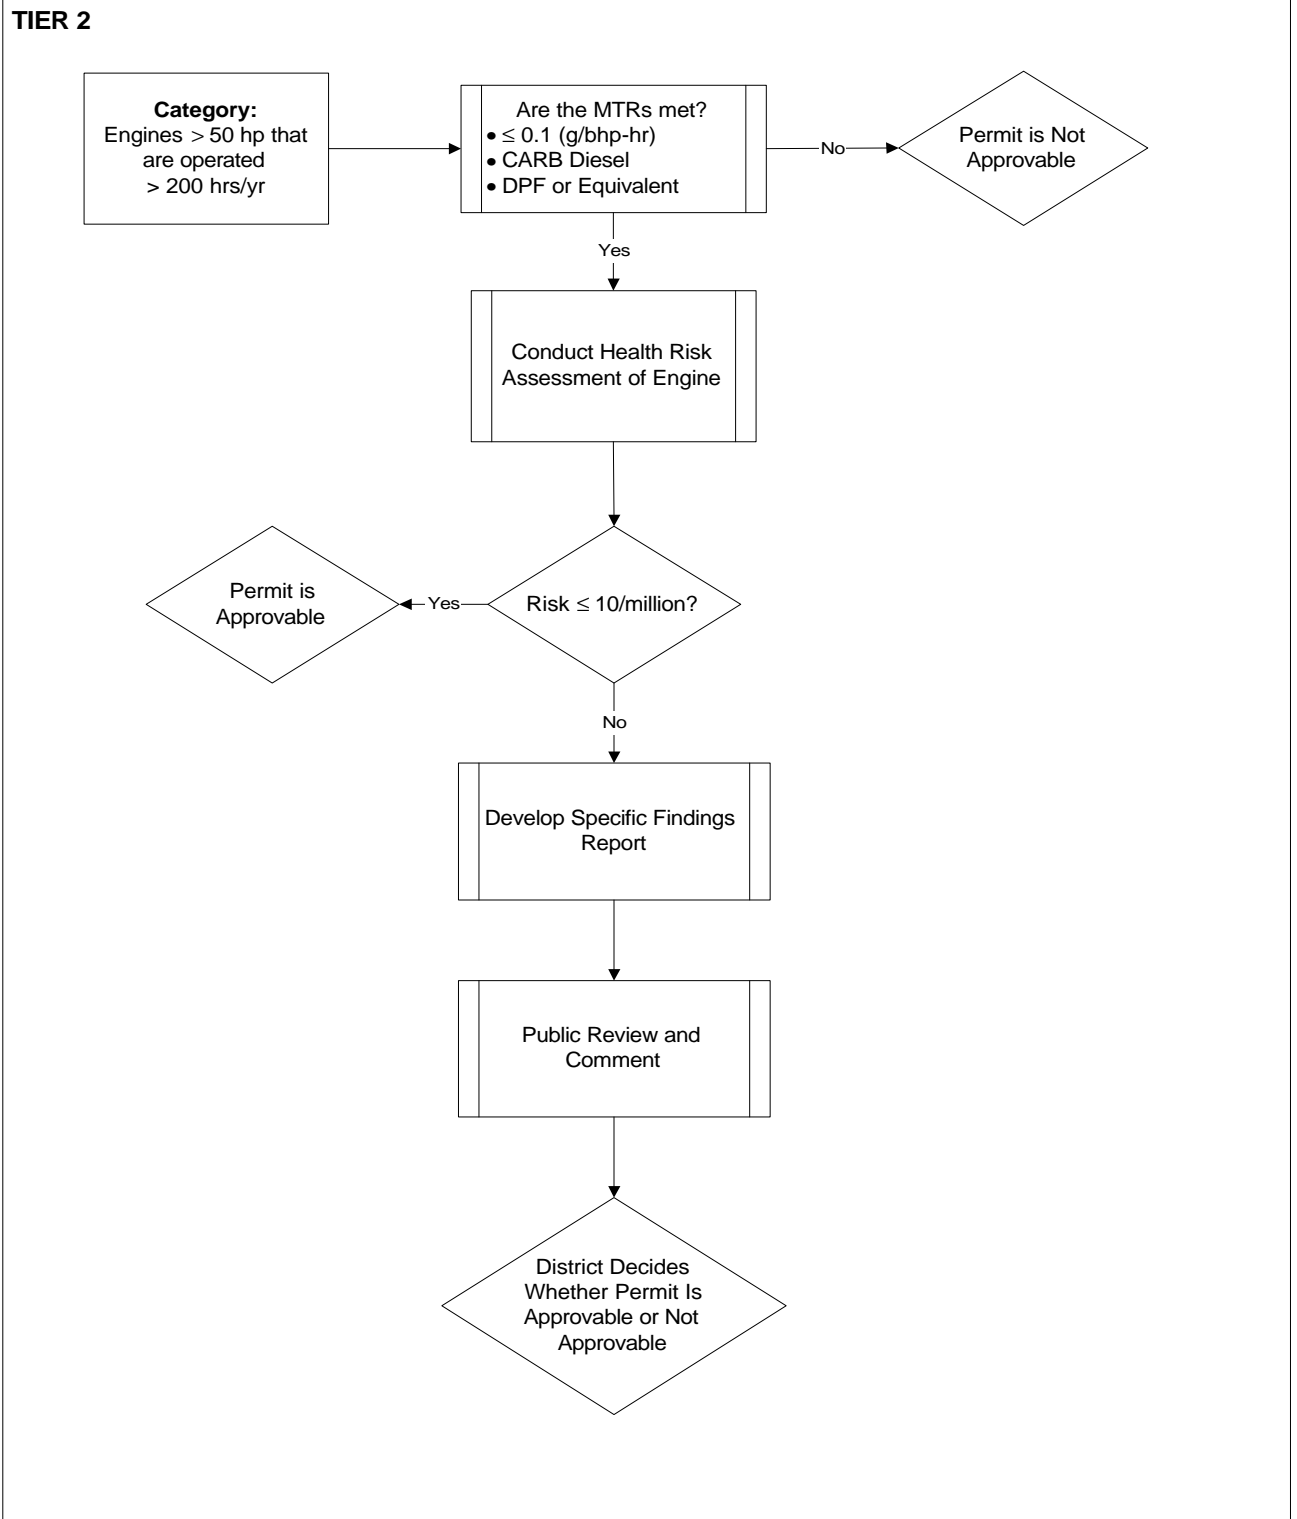 TIER 2
Category:
Engines > 50 hp that
are operated
> 200 hrs/yr
Are the MTRs met?
• ≤ 0.1 (g/bhp-hr)
• CARB Diesel
• DPF or Equivalent
No
Permit is Not
Approvable
Yes
Conduct Health Risk
Assessment of Engine
Permit is
Approvable
Yes
Risk ≤ 10/million?
No
Develop Specific Findings
Report
Public Review and
Comment
District Decides
Whether Permit Is
Approvable or Not
Approvable